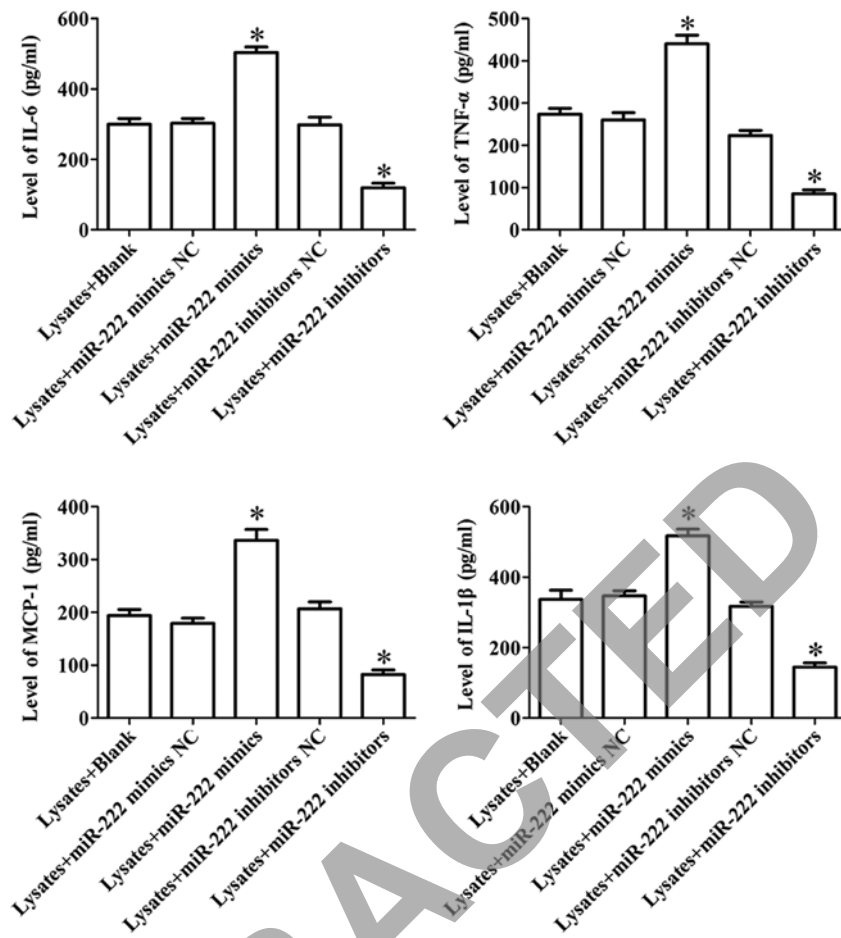 Level of IL-6 (pg/ml)
600
400
200
0
*
*
Lysates+Blank
Lysates+miR-222 mimics NC
Lysates+miR-222 mimics
Lysates+miR-222 inhibitors NC
Lysates+miR-222 inhibitors
Level of TNF-α (pg/ml)
500
400
300
200
100
0
*
*
Lysates+Blank
Lysates+miR-222 mimics NC
Lysates+miR-222 mimics
Lysates+miR-222 inhibitors NC
Lysates+miR-222 inhibitors
Level of MCP-1 (pg/ml)
400
300
200
100
0
*
*
Lysates+Blank
Lysates+miR-222 mimics NC
Lysates+miR-222 mimics
Lysates+miR-222 inhibitors NC
Lysates+miR-222 inhibitors
Level of IL-1β (pg/ml)
600
400
200
0
*
*
Lysates+Blank
Lysates+miR-222 mimics NC
Lysates+miR-222 mimics
Lysates+miR-222 inhibitors NC
Lysates+miR-222 inhibitors
RACTED